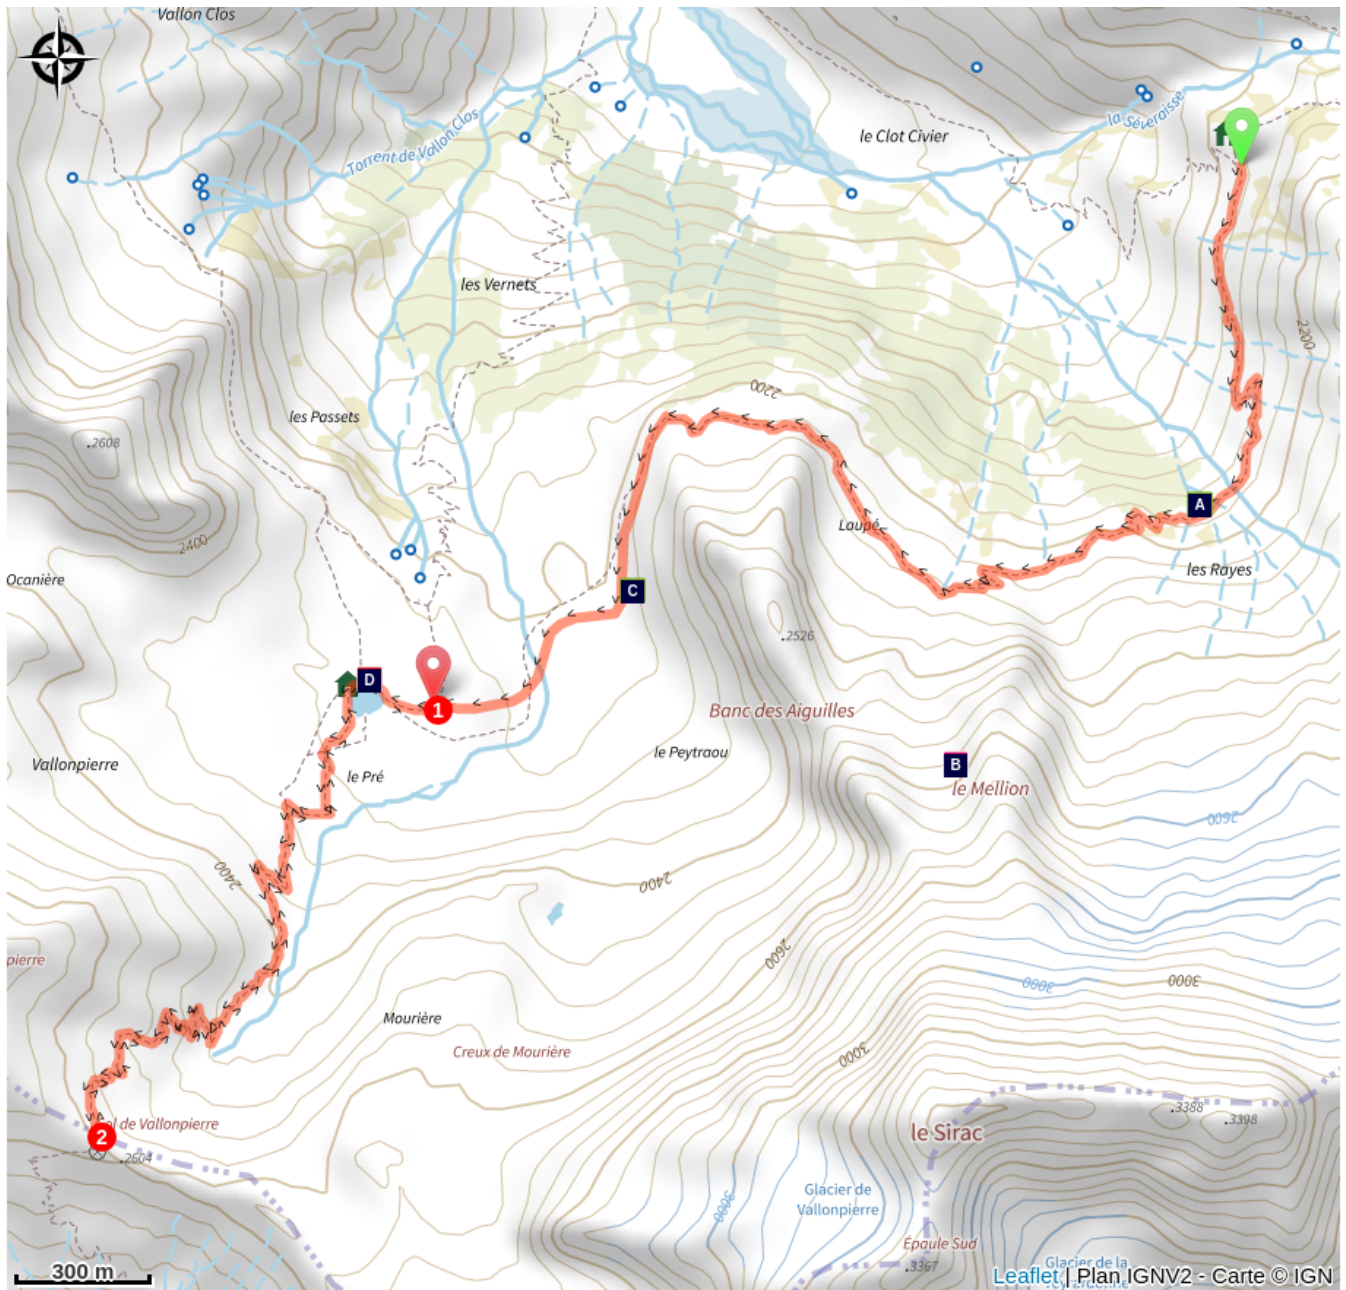 Vallon Clos
la Séveraisse
le Clot Civier
Torrent de Vallon Clos
les Vernets
2200
2200
les Passets
.2608
2400
A
Laupé
les Rayes
Ocanière
C
.2526
D
1
Banc des Aiguilles
le Peytraou
B
Vallonpierre
le Pré
le Mellion
2600
2400
2400
2600
pierre
3000
3000
Mourière
Creux de Mourière
3000
.3388
.3398
ol de Vallonpierre
2
.2604
le Sirac
Glacier de
Vallonpierre
3000
Épaule Sud
.3367
Glacier de la
300 m
Leaflet | Plan IGNV2 - Carte © IGN